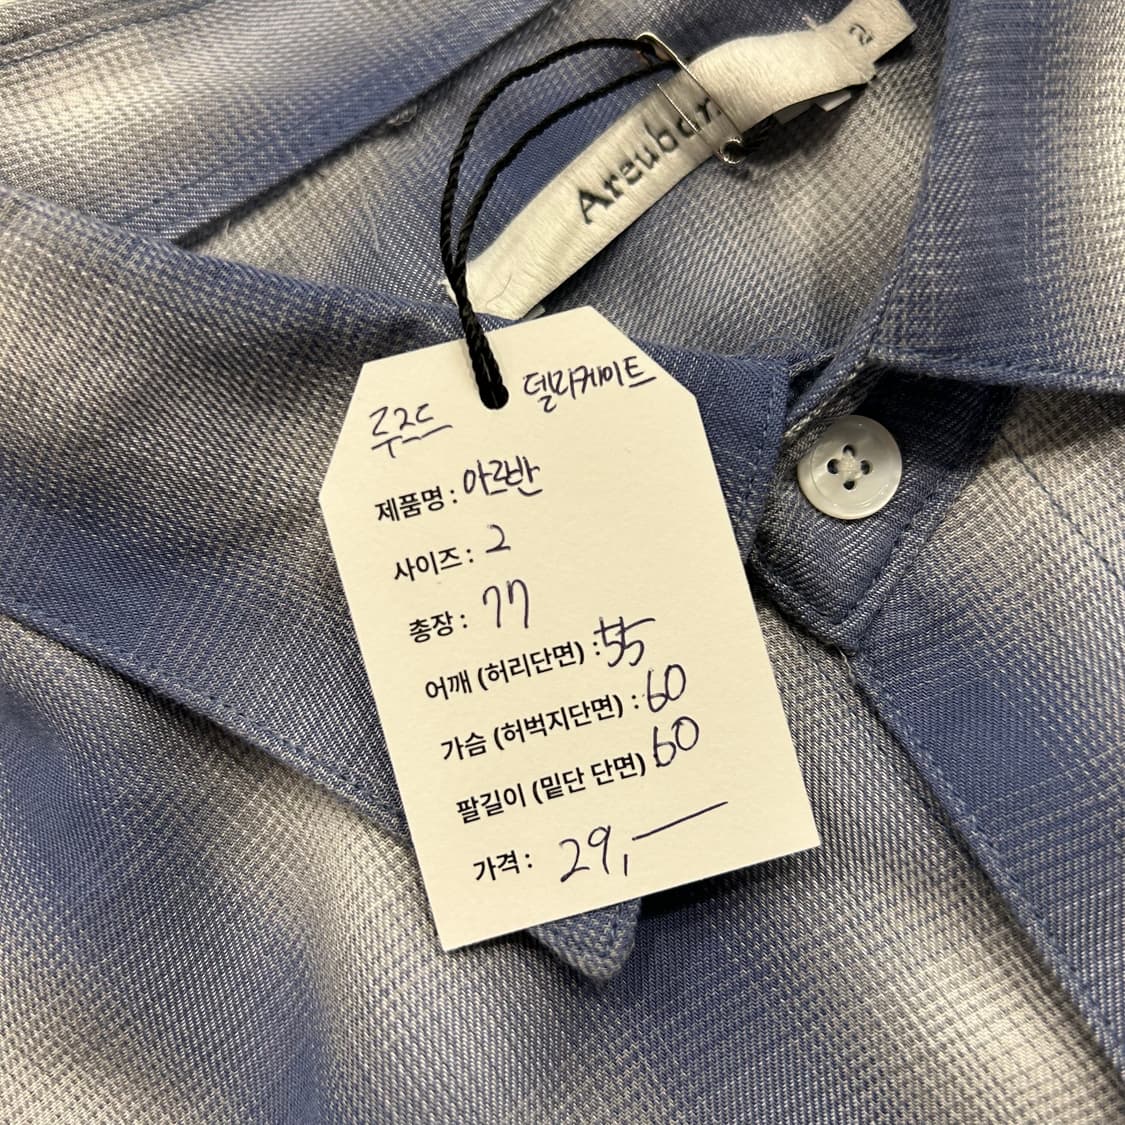 2
Areuban
루즈드 델리케이트
제품명 : 아르반
사이즈 : 2
총장 : 77
어깨 (허리단면) : 55
가슴 (허벅지단면) : 60
팔길이 (밑단 단면) 60
가격 : 29,—